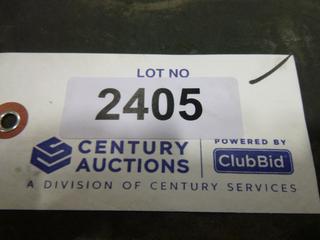 LOT NO
2405
CENTURY AUCTIONS
POWERED BY
ClubBid
A DIVISION OF CENTURY SERVICES